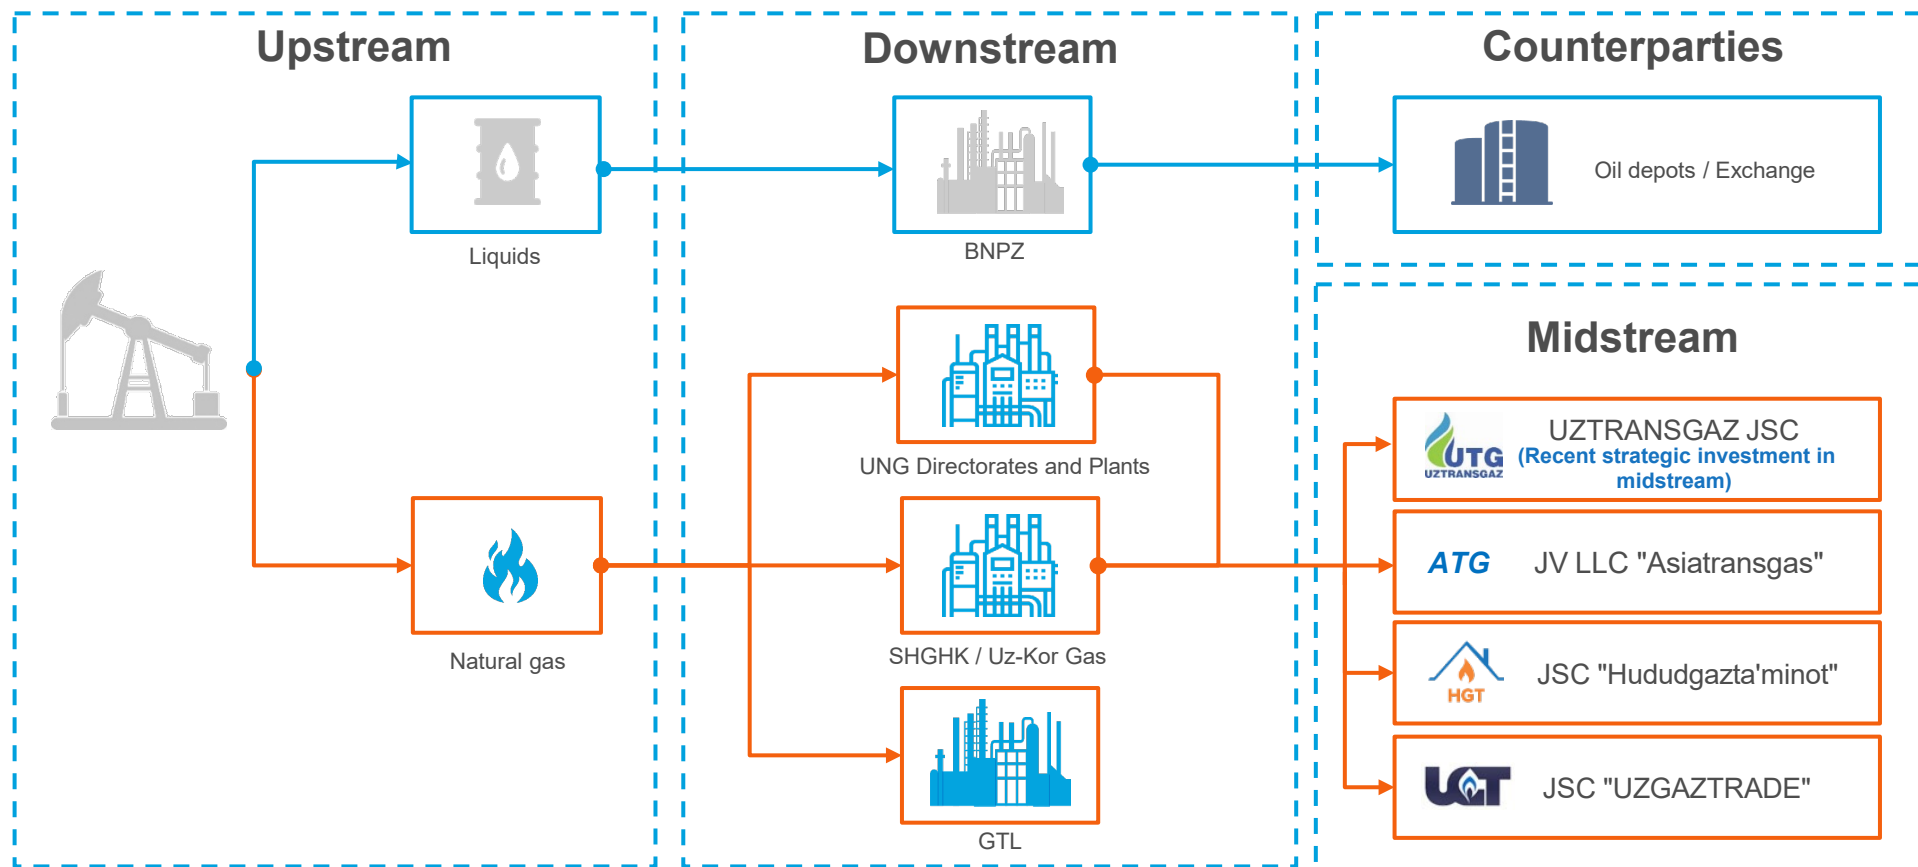 Upstream
Downstream
Counterparties
Liquids
BNPZ
Oil depots / Exchange
Midstream
UNG Directorates and Plants
UTG
UZTRANSGAZ
UZTRANSGAZ JSC
(Recent strategic investment in
midstream)
Natural gas
SHGHK / Uz-Kor Gas
ATG
JV LLC "Asiatransgas"
HGT
JSC "Hududgazta'minot"
GTL
UGT
JSC "UZGAZTRADE"